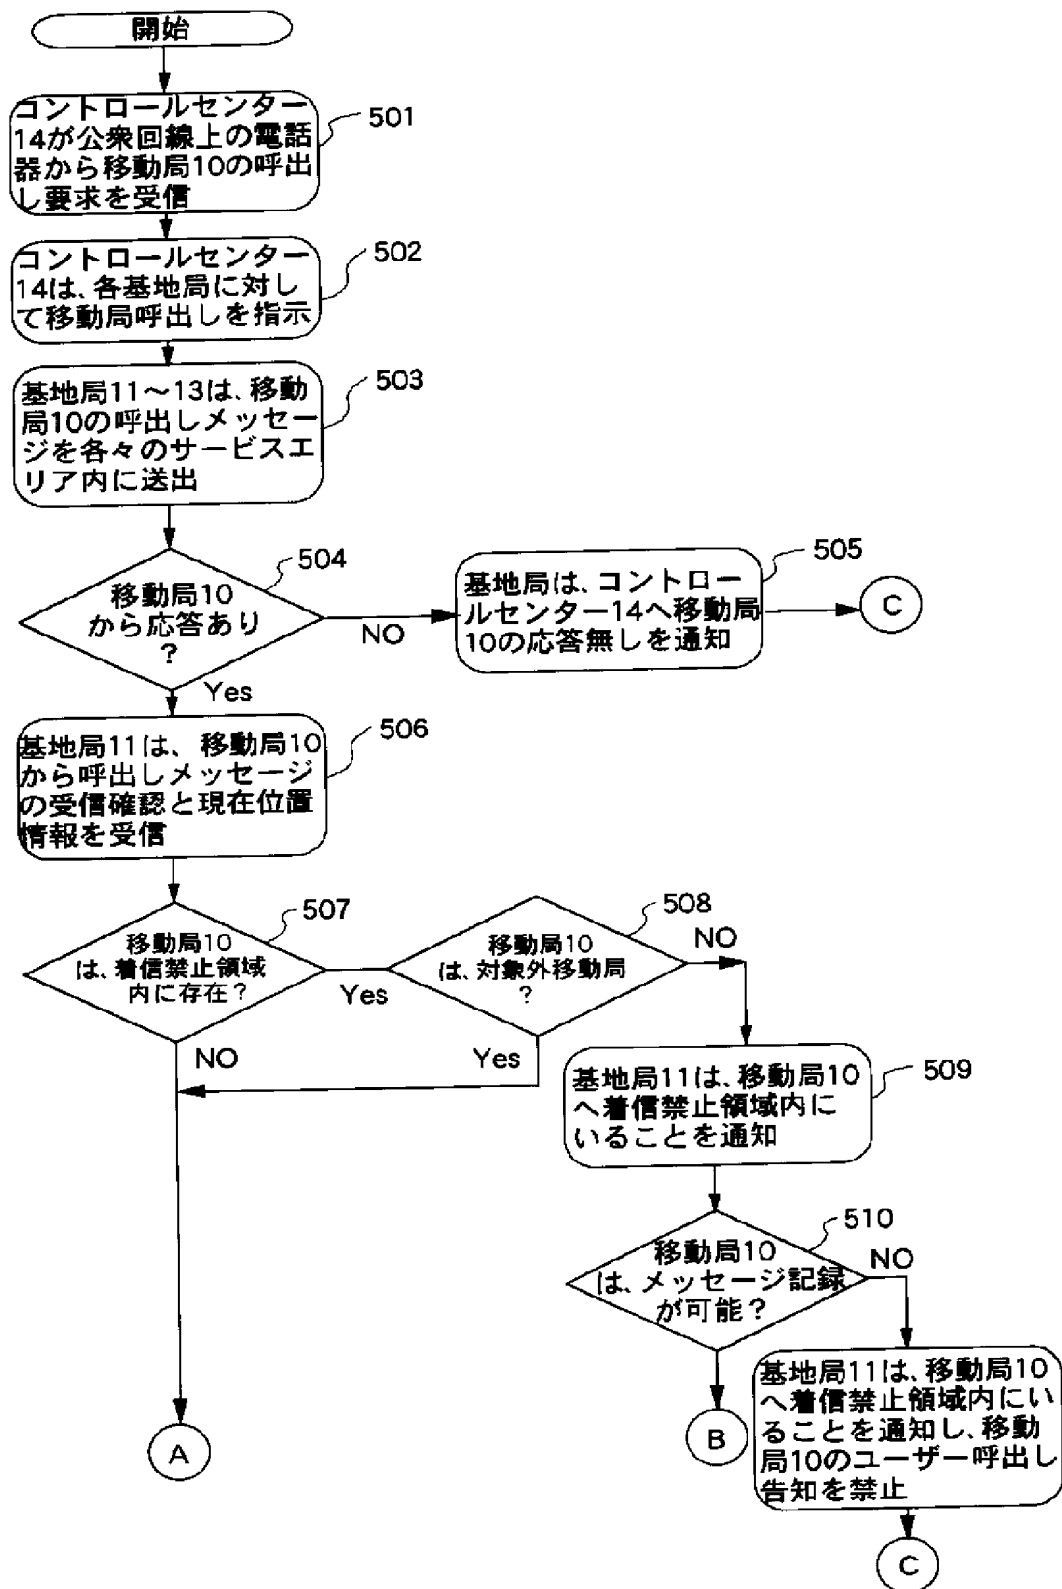 開始
コントロールセンター
14が公衆回線上の電話
器から移動局10の呼出
し要求を受信
501
コントロールセンター
14は、各基地局に対し
て移動局呼出しを指示
502
基地局11～13は、移動
局10の呼出しメッセー
ジを各々のサービスエ
リア内に送出
503
移動局10
から応答あり
?
504
NO
Yes
基地局は、コントロー
ルセンター14へ移動局
10の応答無しを通知
505
C
基地局11は、移動局10
から呼出しメッセージ
の受信確認と現在位置
情報を受信
506
移動局10
は、着信禁止領域
内に存在?
507
Yes
NO
移動局10
は、対象外移動局
?
508
NO
Yes
基地局11は、移動局10
へ着信禁止領域内に
いることを通知
509
移動局10
は、メッセージ記録
が可能?
510
NO
基地局11は、移動局10
へ着信禁止領域内にい
ることを通知し、移動
局10のユーザー呼出し
告知を禁止
A
B
C